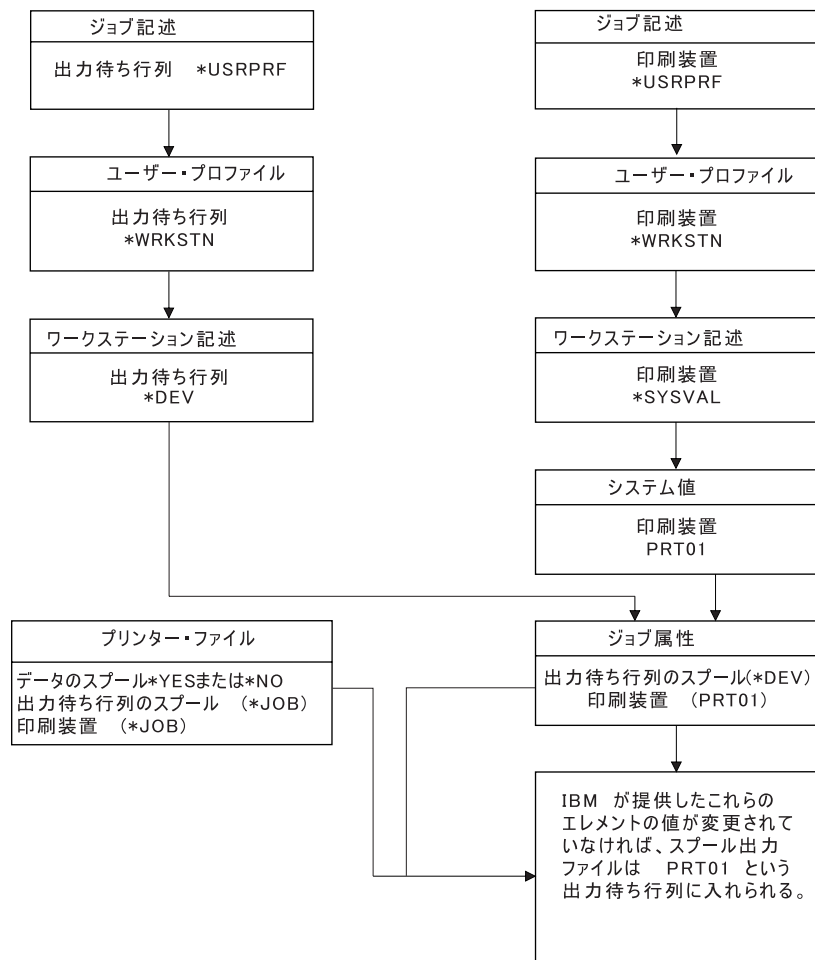 ジョブ記述
出力待ち行列 *USRPRF
ジョブ記述
印刷装置
*USRPRF
ユーザー・プロファイル
出力待ち行列
*WRKSTN
ユーザー・プロファイル
印刷装置
*WRKSTN
ワークステーション記述
出力待ち行列
*DEV
ワークステーション記述
印刷装置
*SYSVAL
システム値
印刷装置
PRT01
プリンター・ファイル
データのスプール*YESまたは*NO
出力待ち行列のスプール (*JOB)
印刷装置 (*JOB)
ジョブ属性
出力待ち行列のスプール(*DEV)
印刷装置 (PRT01)
IBM が提供したこれらの
エレメントの値が変更されて
いなければ、スプール出力
ファイルは PRT01 という
出力待ち行列に入れられる。